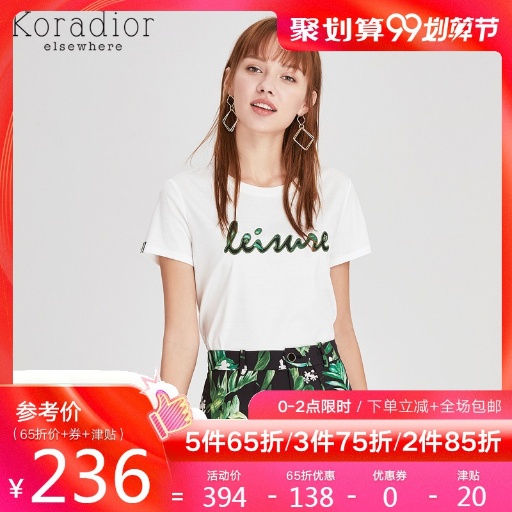 Koradior
elsewhere
聚划算99划算节
leisure
参考价
（65折价+券+津贴）
¥236
0-2点限时/下单立减+全场包邮
5件65折/3件75折/2件85折
活动价 65折优惠 优惠券 津贴
= 394 - 138 - 0 - 20